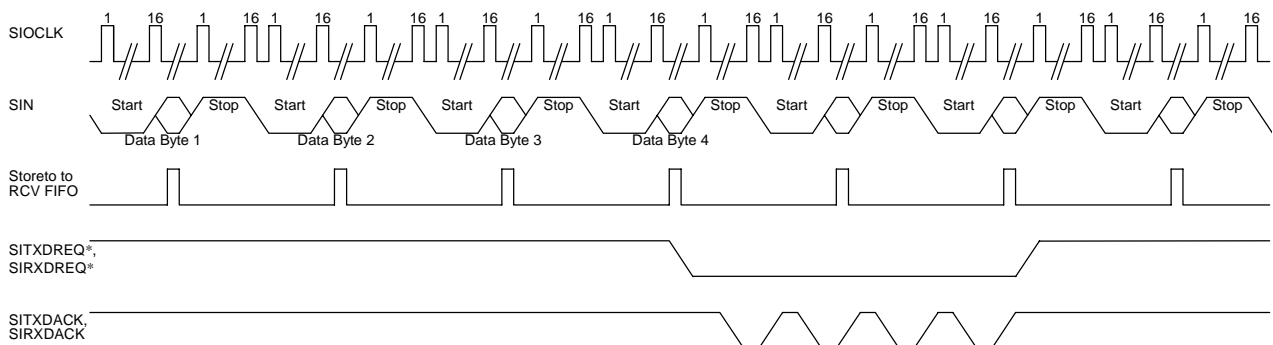 1 16 1 16 1 16 1 16 1 16 1 16 1 16 1 16 1 16 1 16 1 16 1 16 1 16 1 16
SIOCLK
SIN Start Stop Start Stop Start Stop Start Stop Start Stop Start Stop Start Stop
Data Byte 1 Data Byte 2 Data Byte 3 Data Byte 4
Storeto to
RCV FIFO
SITXDREQ*,
SIRXDREQ*
SITXDACK,
SIRXDACK